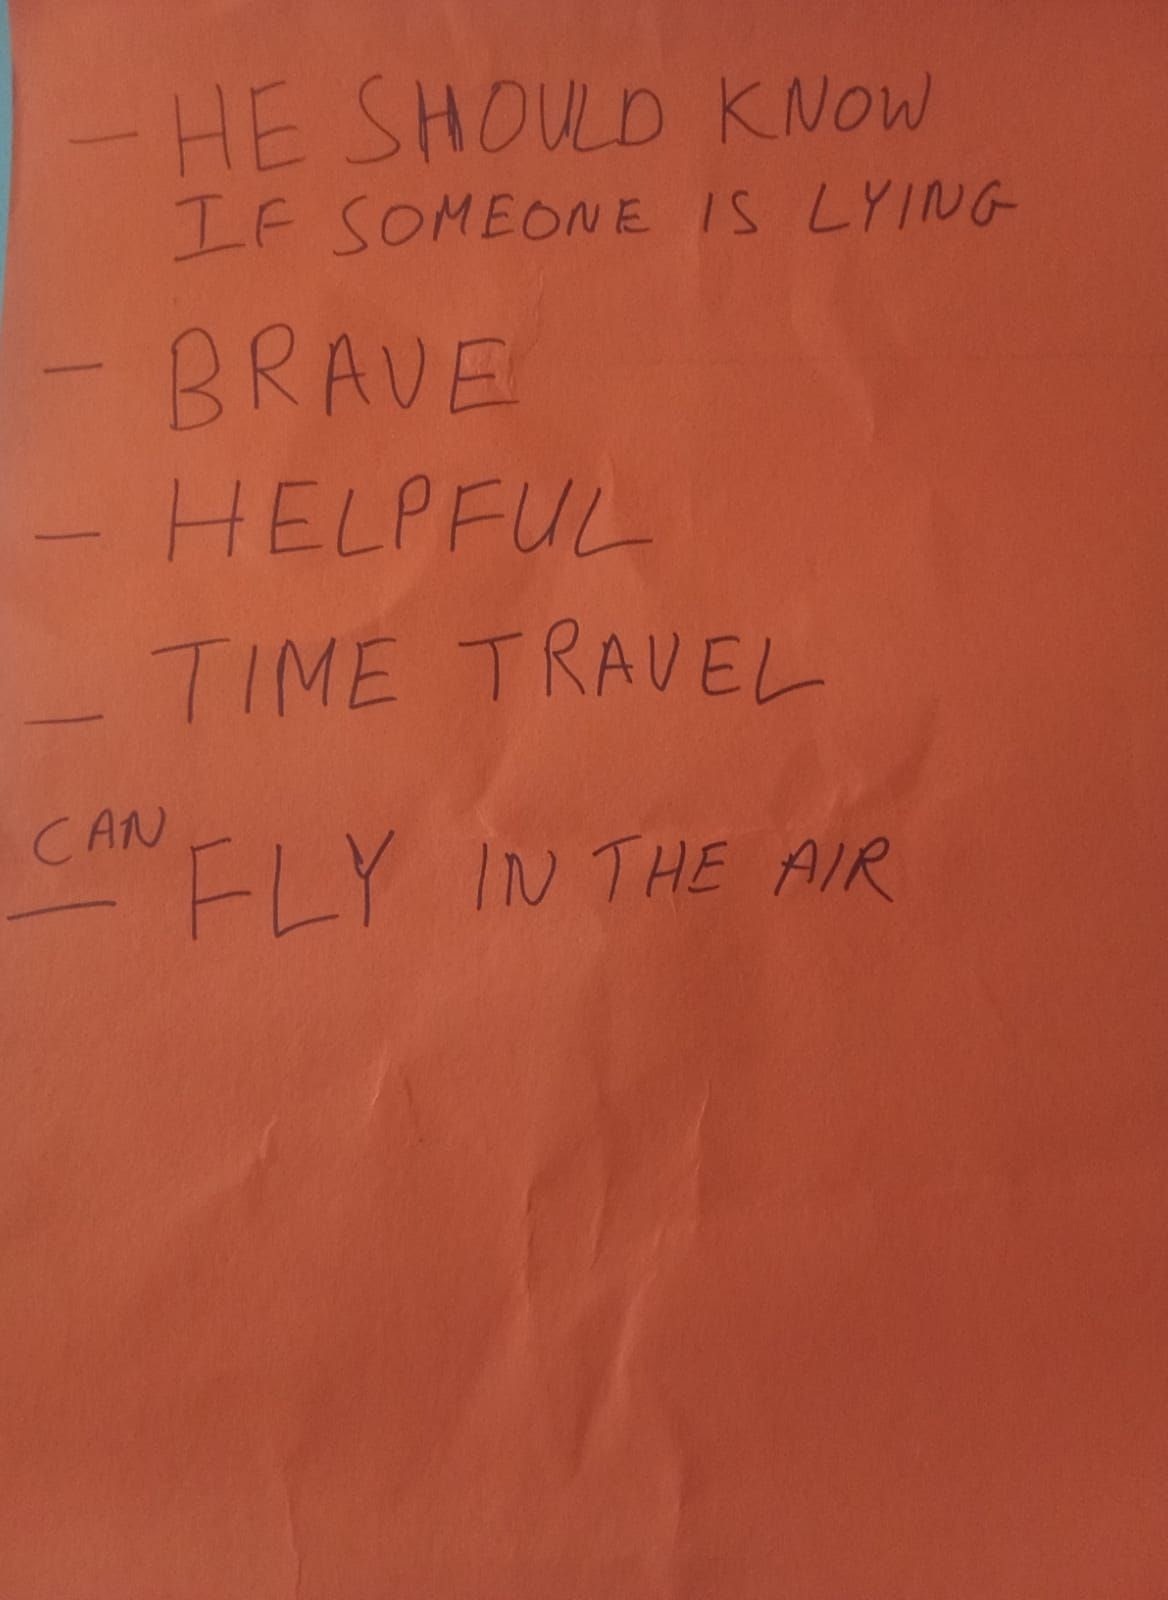 - HE SHOULD KNOW
IF SOMEONE IS LYING
- BRAVE
- HELPFUL
- TIME TRAVEL
CAN
- FLY IN THE AIR